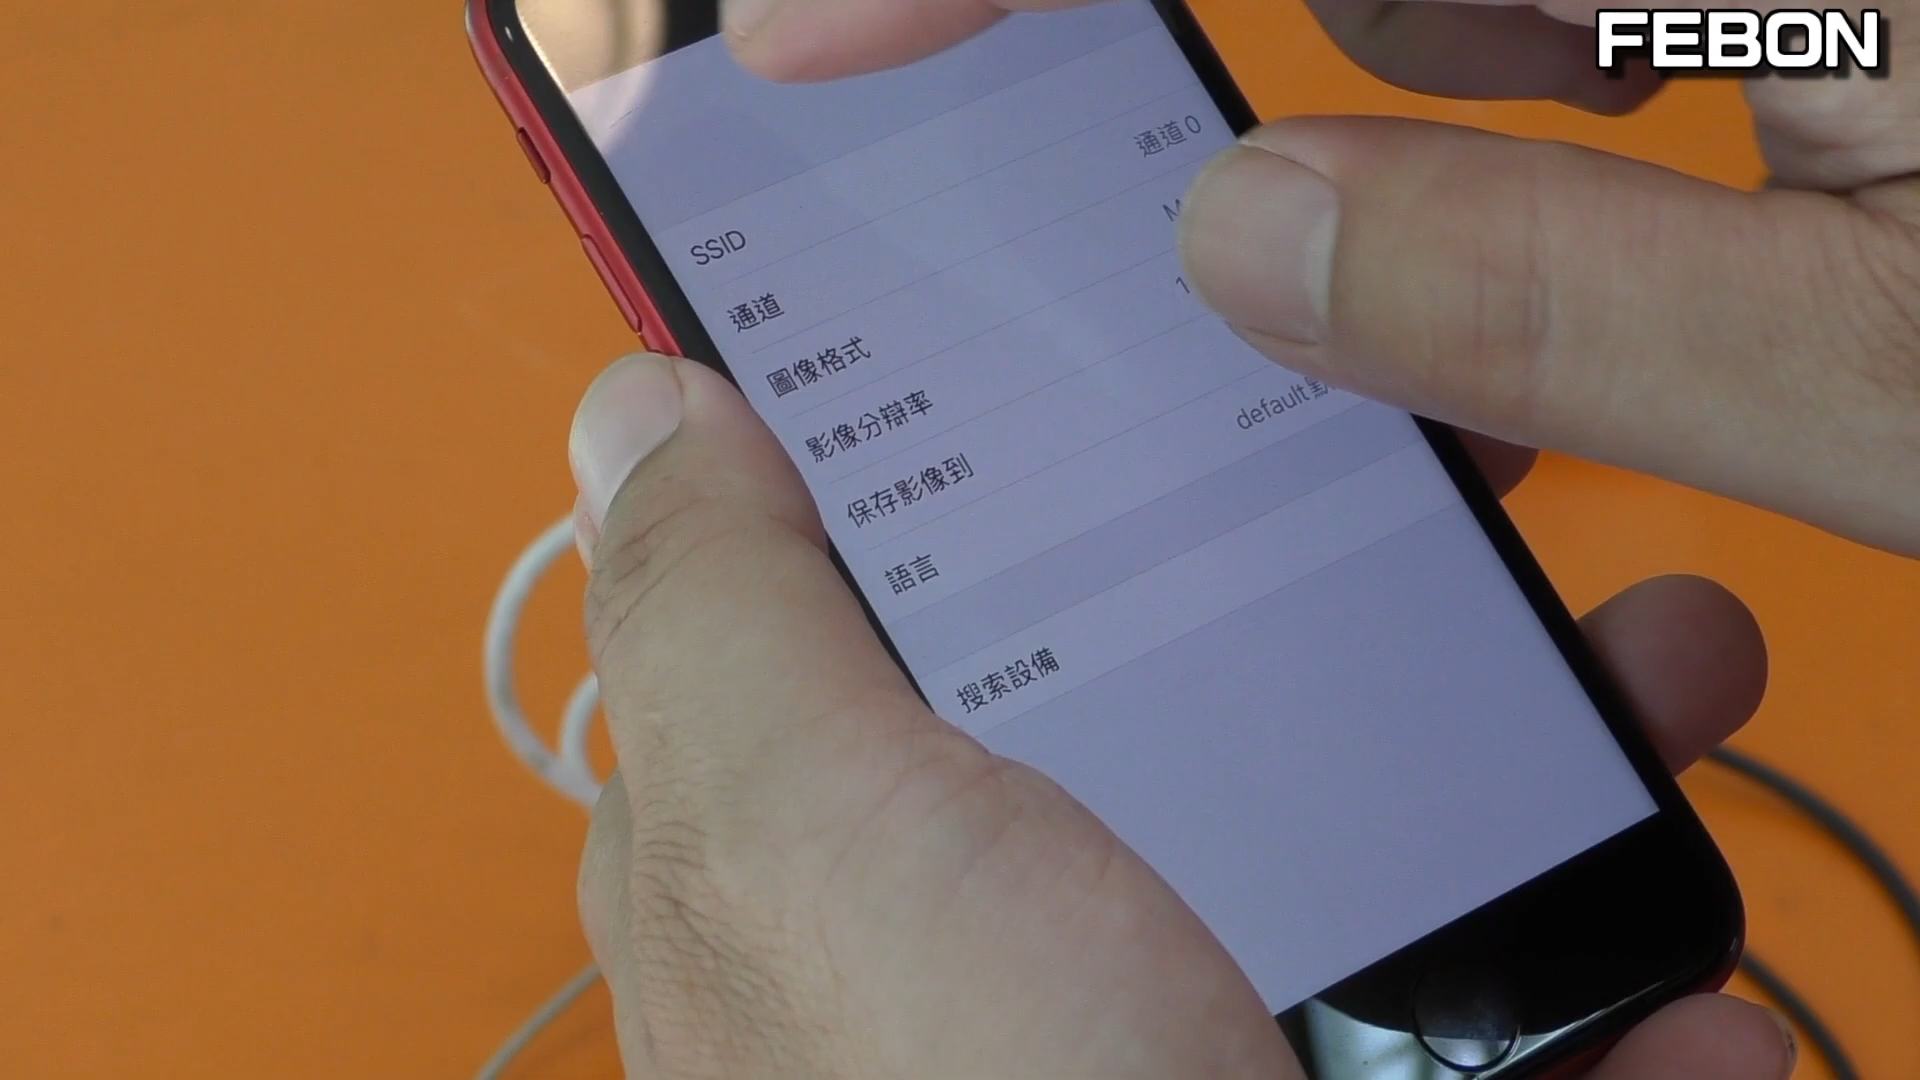 FEBON
SSID
通道 通道 0
圖像格式 M
影像分辯率 1
保存影像到
語言 default
搜索設備